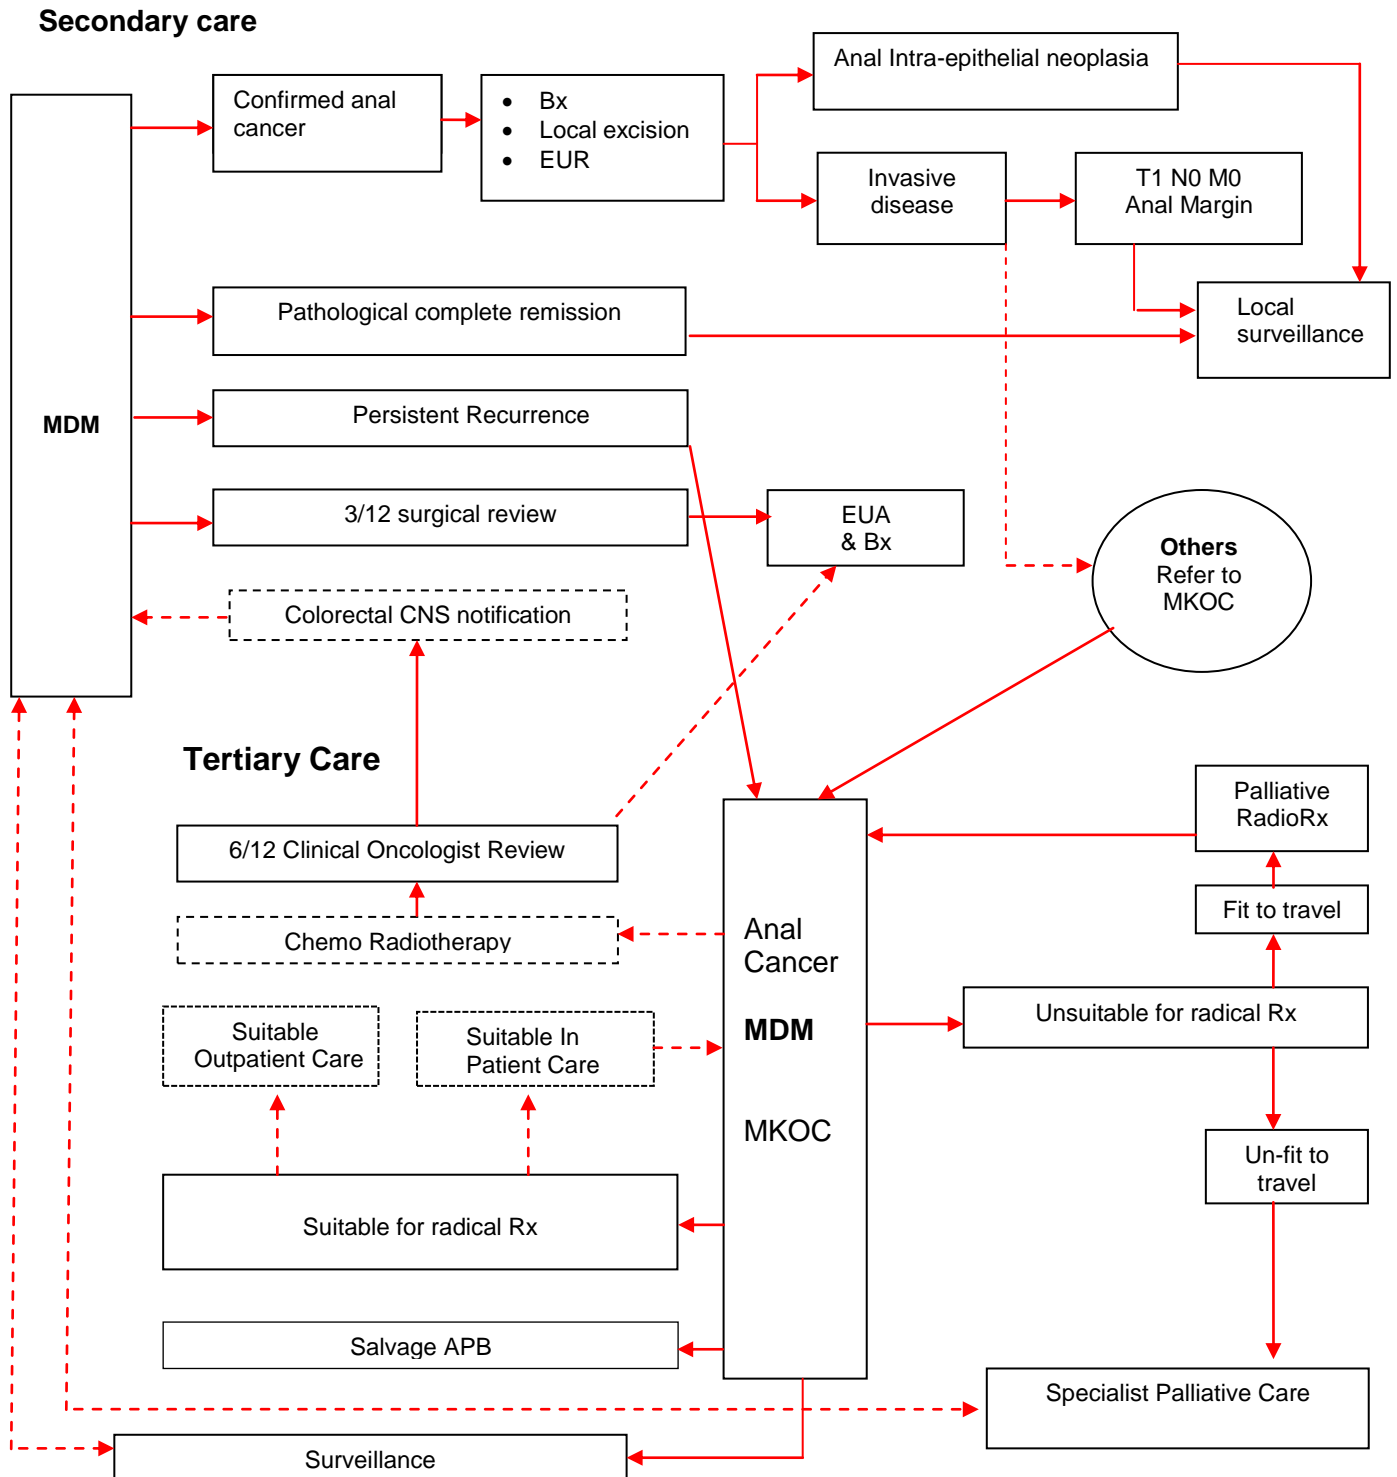 Secondary care
Anal Intra-epithelial neoplasia
Confirmed anal
cancer
• Bx
• Local excision
• EUR
Invasive
disease
T1 N0 M0
Anal Margin
Pathological complete remission
Local
surveillance
MDM
Persistent Recurrence
3/12 surgical review
EUA
& Bx
Others
Refer to
MKOC
Colorectal CNS notification
Tertiary Care
Palliative
RadioRx
6/12 Clinical Oncologist Review
Fit to travel
Chemo Radiotherapy
Anal
Cancer
MDM
MKOC
Unsuitable for radical Rx
Suitable
Outpatient Care
Suitable In
Patient Care
Un-fit to
travel
Suitable for radical Rx
Salvage APB
Specialist Palliative Care
Surveillance